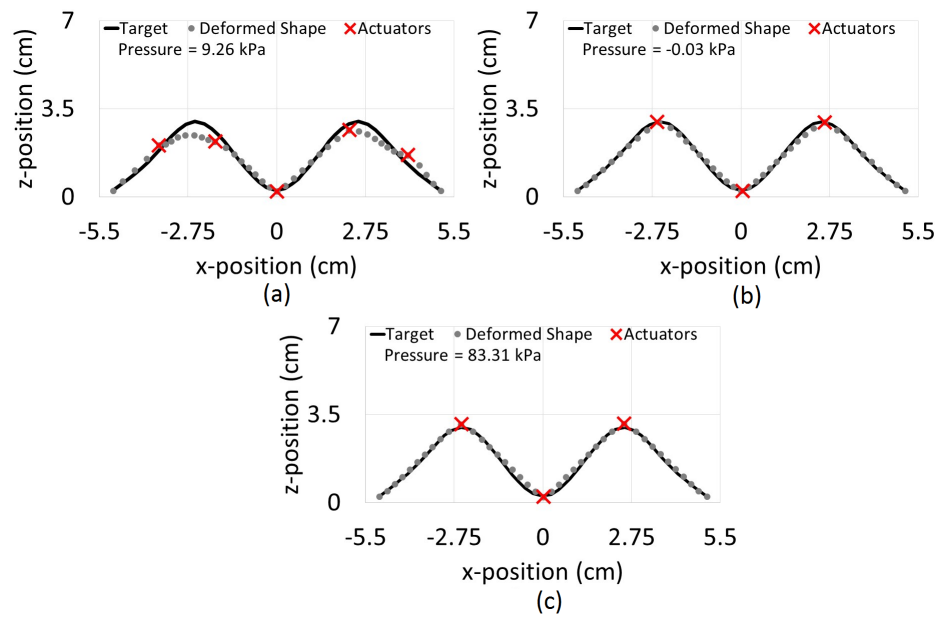 7
Target
Deformed Shape
Actuators
Pressure = 9.26 kPa
z-position (cm)
3.5
0
-5.5 -2.75 0 2.75 5.5
x-position (cm)
(a)
7
Target
Deformed Shape
Actuators
Pressure = -0.03 kPa
z-position (cm)
3.5
0
-5.5 -2.75 0 2.75 5.5
x-position (cm)
(b)
7
Target
Deformed Shape
Actuators
Pressure = 83.31 kPa
z-position (cm)
3.5
0
-5.5 -2.75 0 2.75 5.5
x-position (cm)
(c)